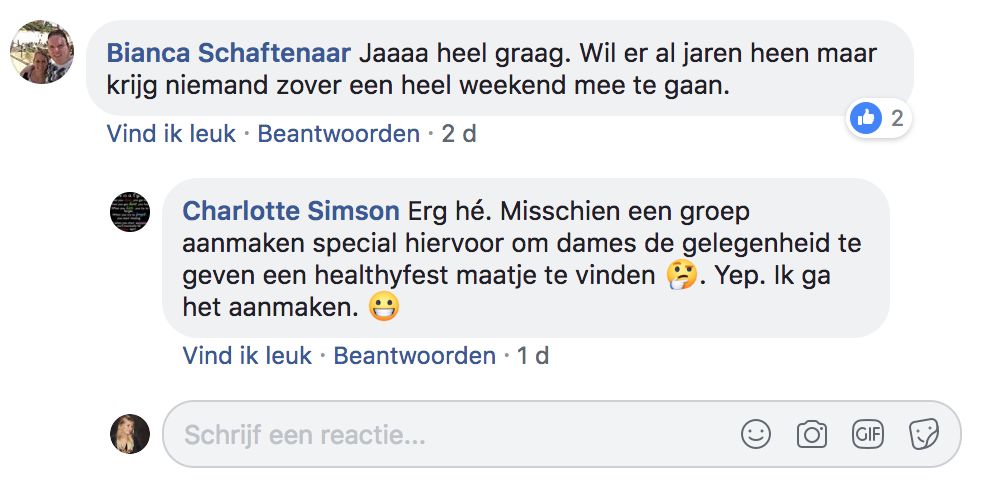 Bianca Schaftenaar Jaaaa heel graag. Wil er al jaren heen maar
krijg niemand zover een heel weekend mee te gaan.
2
Vind ik leuk · Beantwoorden · 2 d
Charlotte Simson Erg hé. Misschien een groep
aanmaken special hiervoor om dames de gelegenheid te
geven een healthyfest maatje te vinden 🤔. Yep. Ik ga
het aanmaken. 😀
Vind ik leuk · Beantwoorden · 1 d
Schrijf een reactie...
GIF